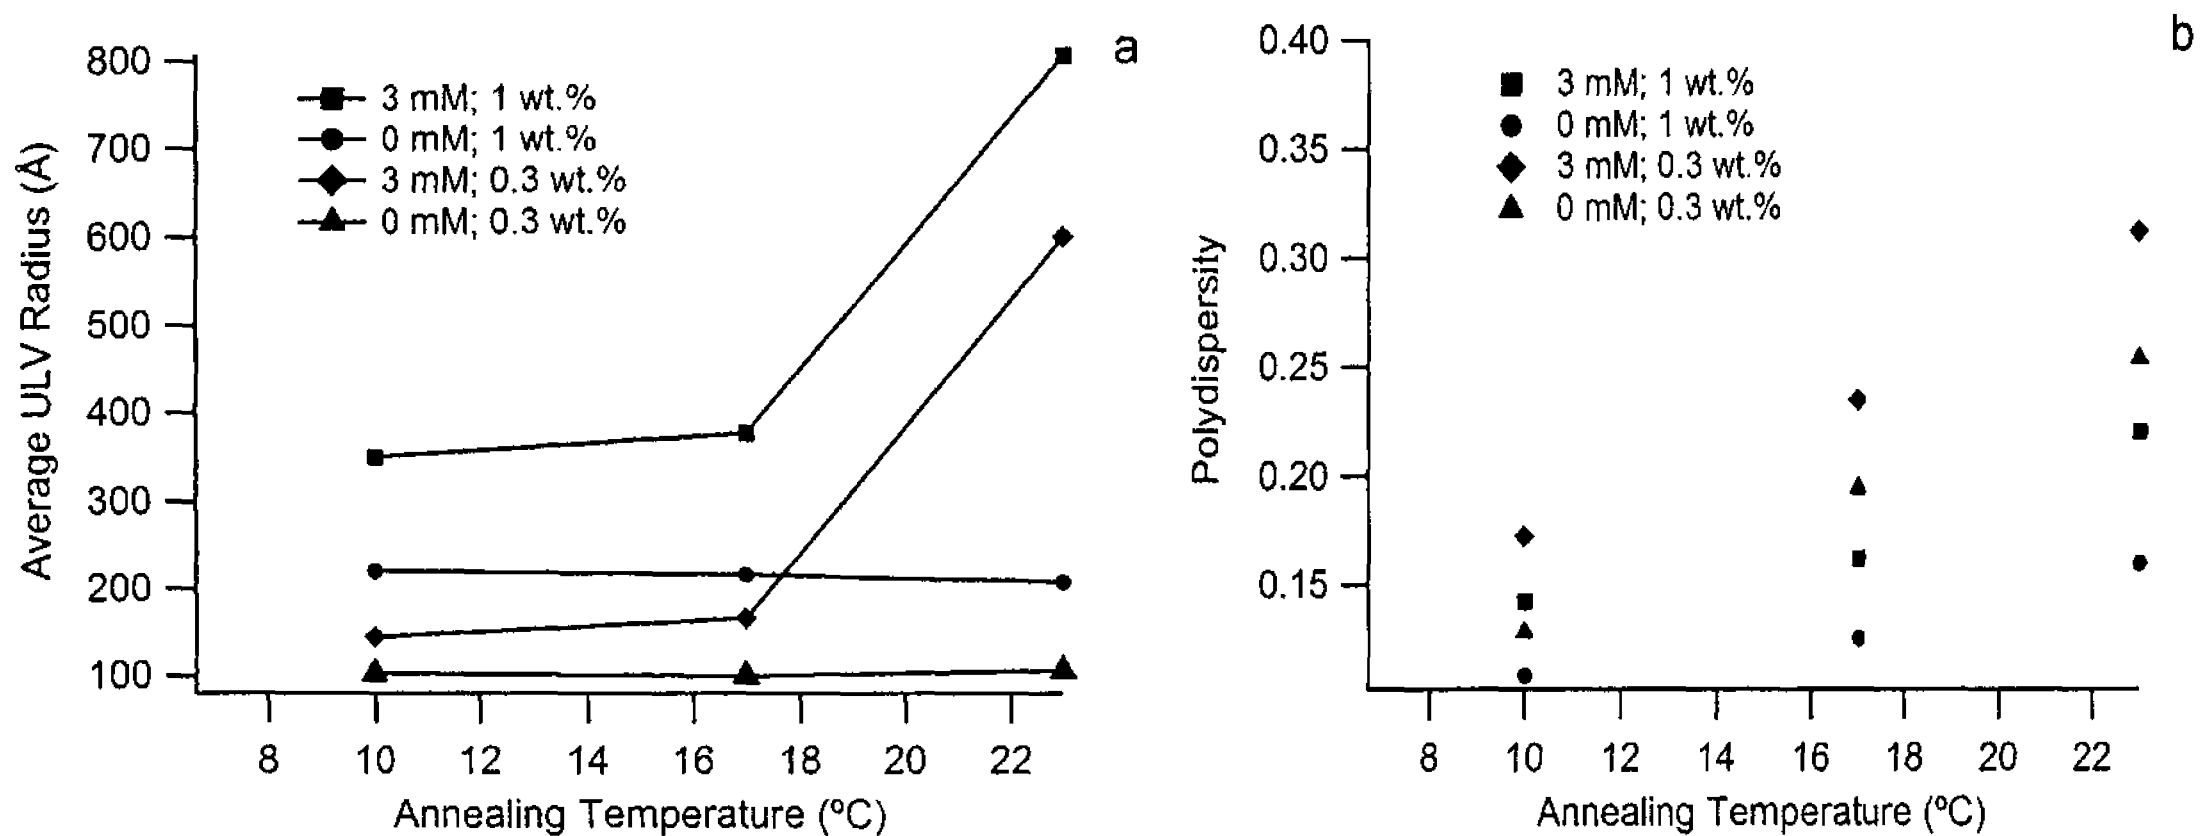 a
800
700
600
500
400
300
200
100
Average ULV Radius (Å)
3 mM; 1 wt.%
0 mM; 1 wt.%
3 mM; 0.3 wt.%
0 mM; 0.3 wt.%
8 10 12 14 16 18 20 22
Annealing Temperature (ºC)
b
0.40
0.35
0.30
0.25
0.20
0.15
Polydispersity
3 mM; 1 wt.%
0 mM; 1 wt.%
3 mM; 0.3 wt.%
0 mM; 0.3 wt.%
8 10 12 14 16 18 20 22
Annealing Temperature (ºC)